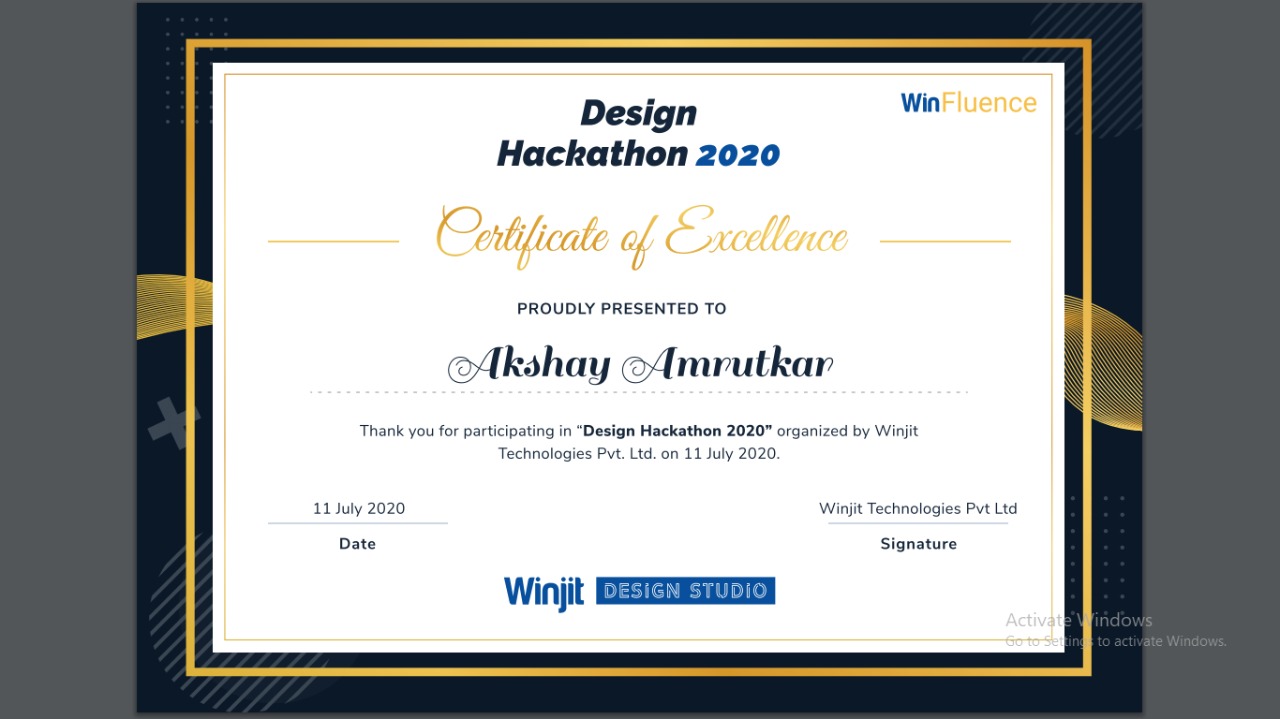 WinFluence
Design
Hackathon 2020
Certificate of Excellence
PROUDLY PRESENTED TO
Akshay Amrutkar
Thank you for participating in “Design Hackathon 2020” organized by Winjit
Technologies Pvt. Ltd. on 11 July 2020.
11 July 2020
Date
Winjit Technologies Pvt Ltd
Signature
Winjit DESIGN STUDIO
Activate Windows
Go to Settings to activate Windows.